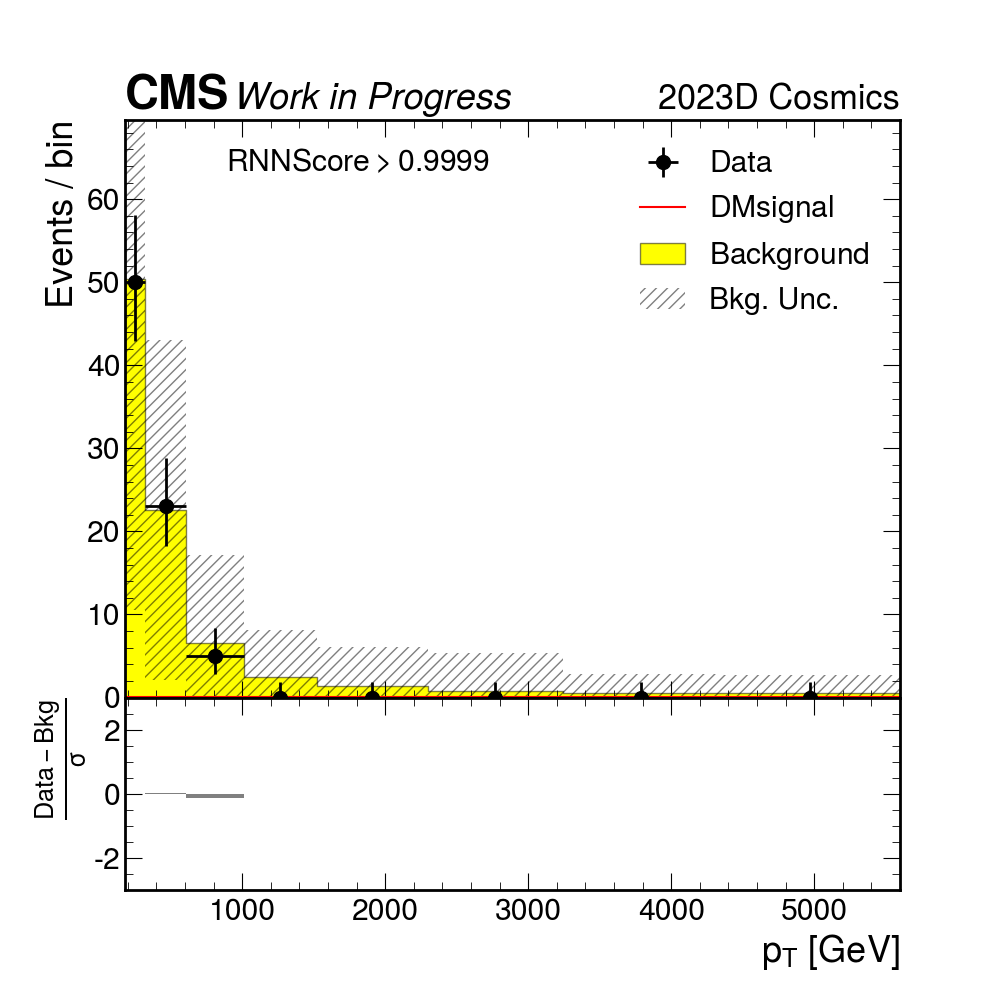 CMS Work in Progress 2023D Cosmics
RNNScore > 0.9999
Data
DMsignal
Background
Bkg. Unc.
Events / bin
60
50
40
30
20
10
0
Data – Bkg
σ
2
0
-2
1000 2000 3000 4000 5000
pT [GeV]